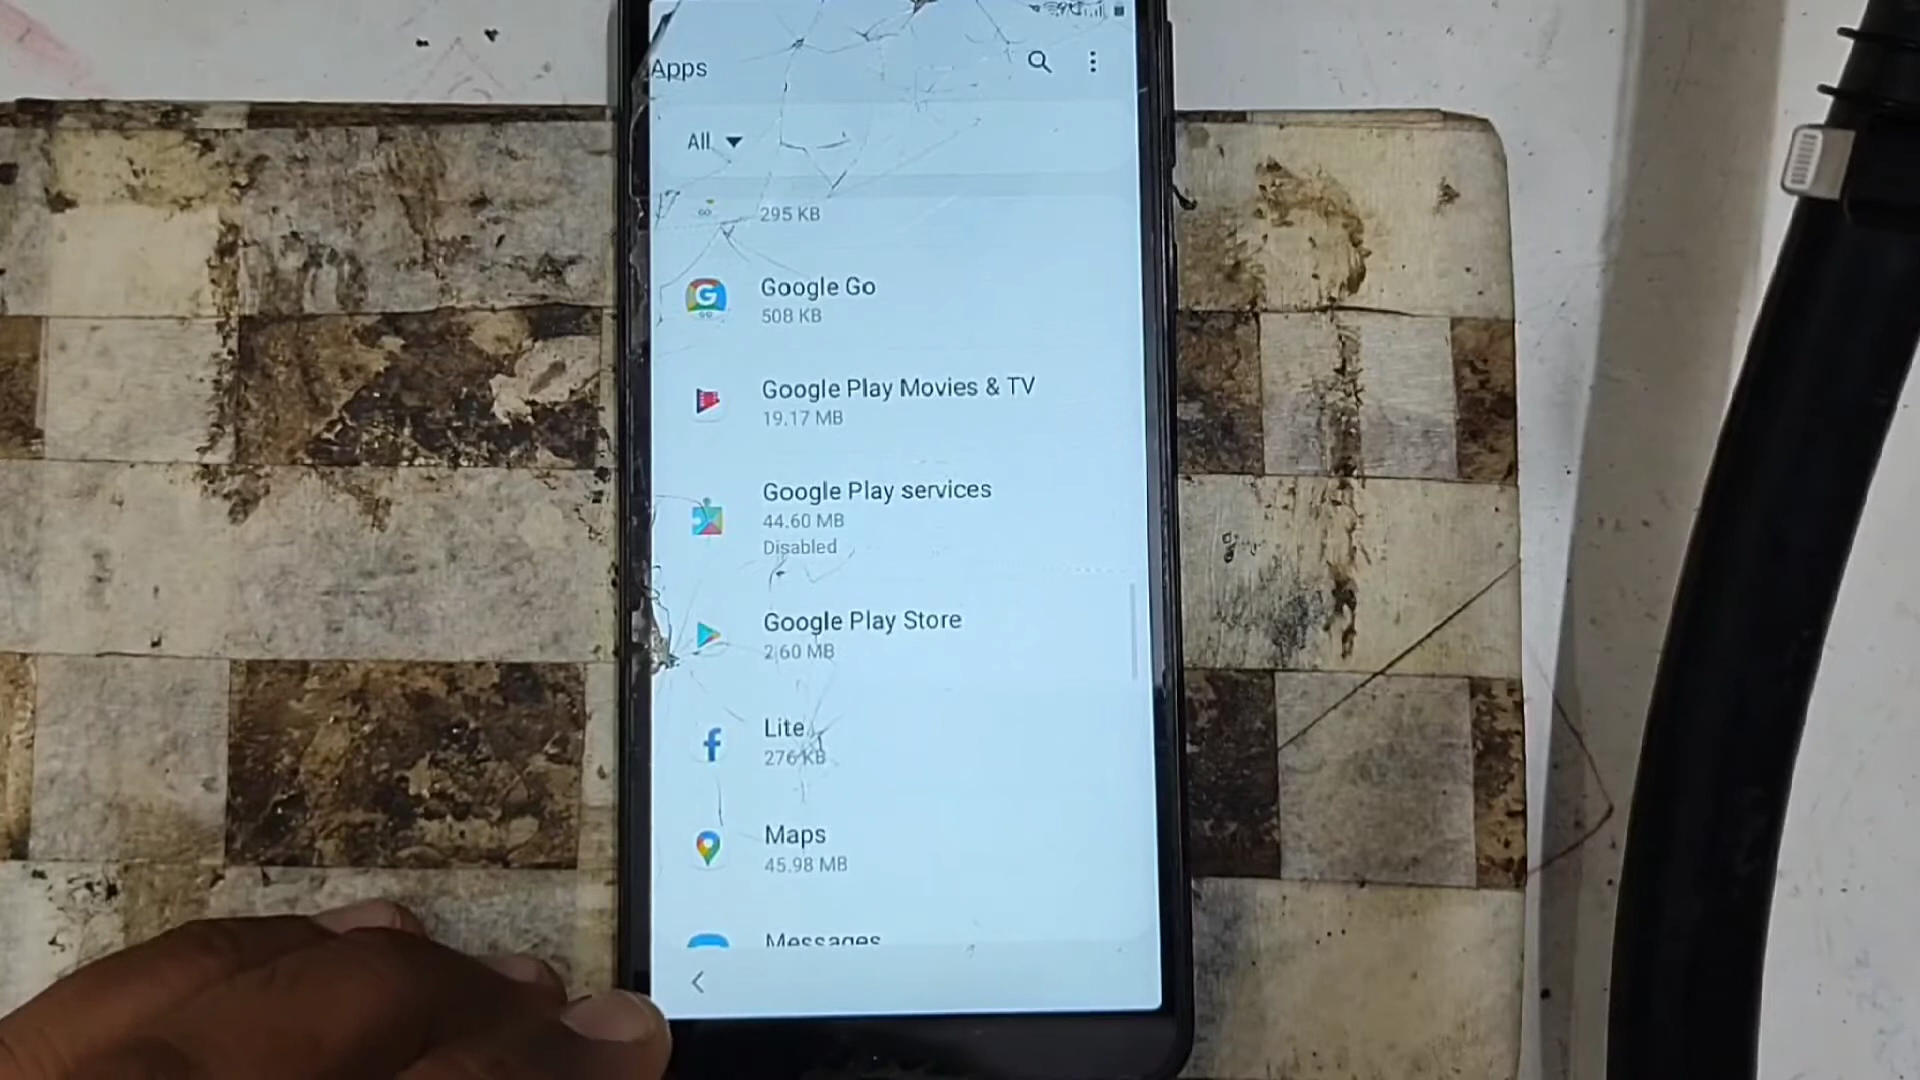 Apps
All
295 KB
Google Go
508 KB
Google Play Movies & TV
19.17 MB
Google Play services
44.60 MB
Disabled
Google Play Store
2.60 MB
Lite
276 KB
Maps
45.98 MB
Messages